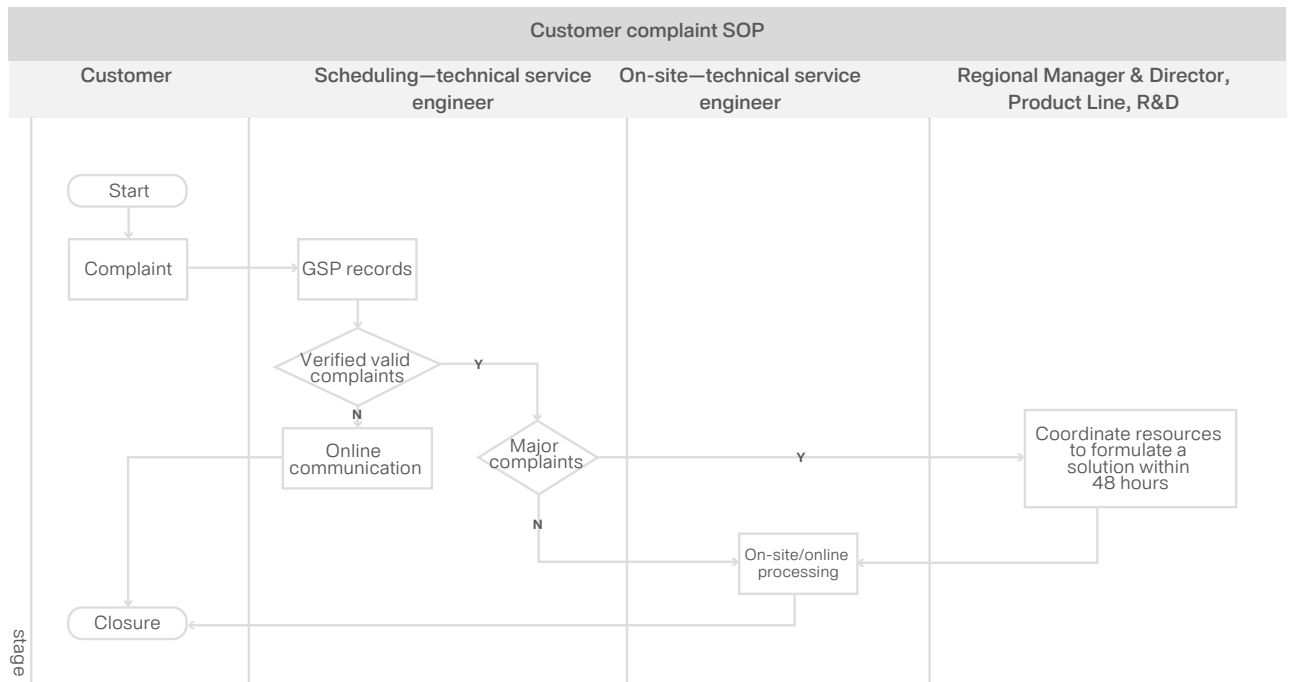 Customer complaint SOP
Customer
Scheduling—technical service
engineer
On-site—technical service
engineer
Regional Manager & Director,
Product Line, R&D
Start
Complaint
GSP records
Verified valid
complaints
Y
N
Online
communication
Major
complaints
Y
Coordinate resources
to formulate a
solution within
48 hours
N
On-site/online
processing
Closure
stage